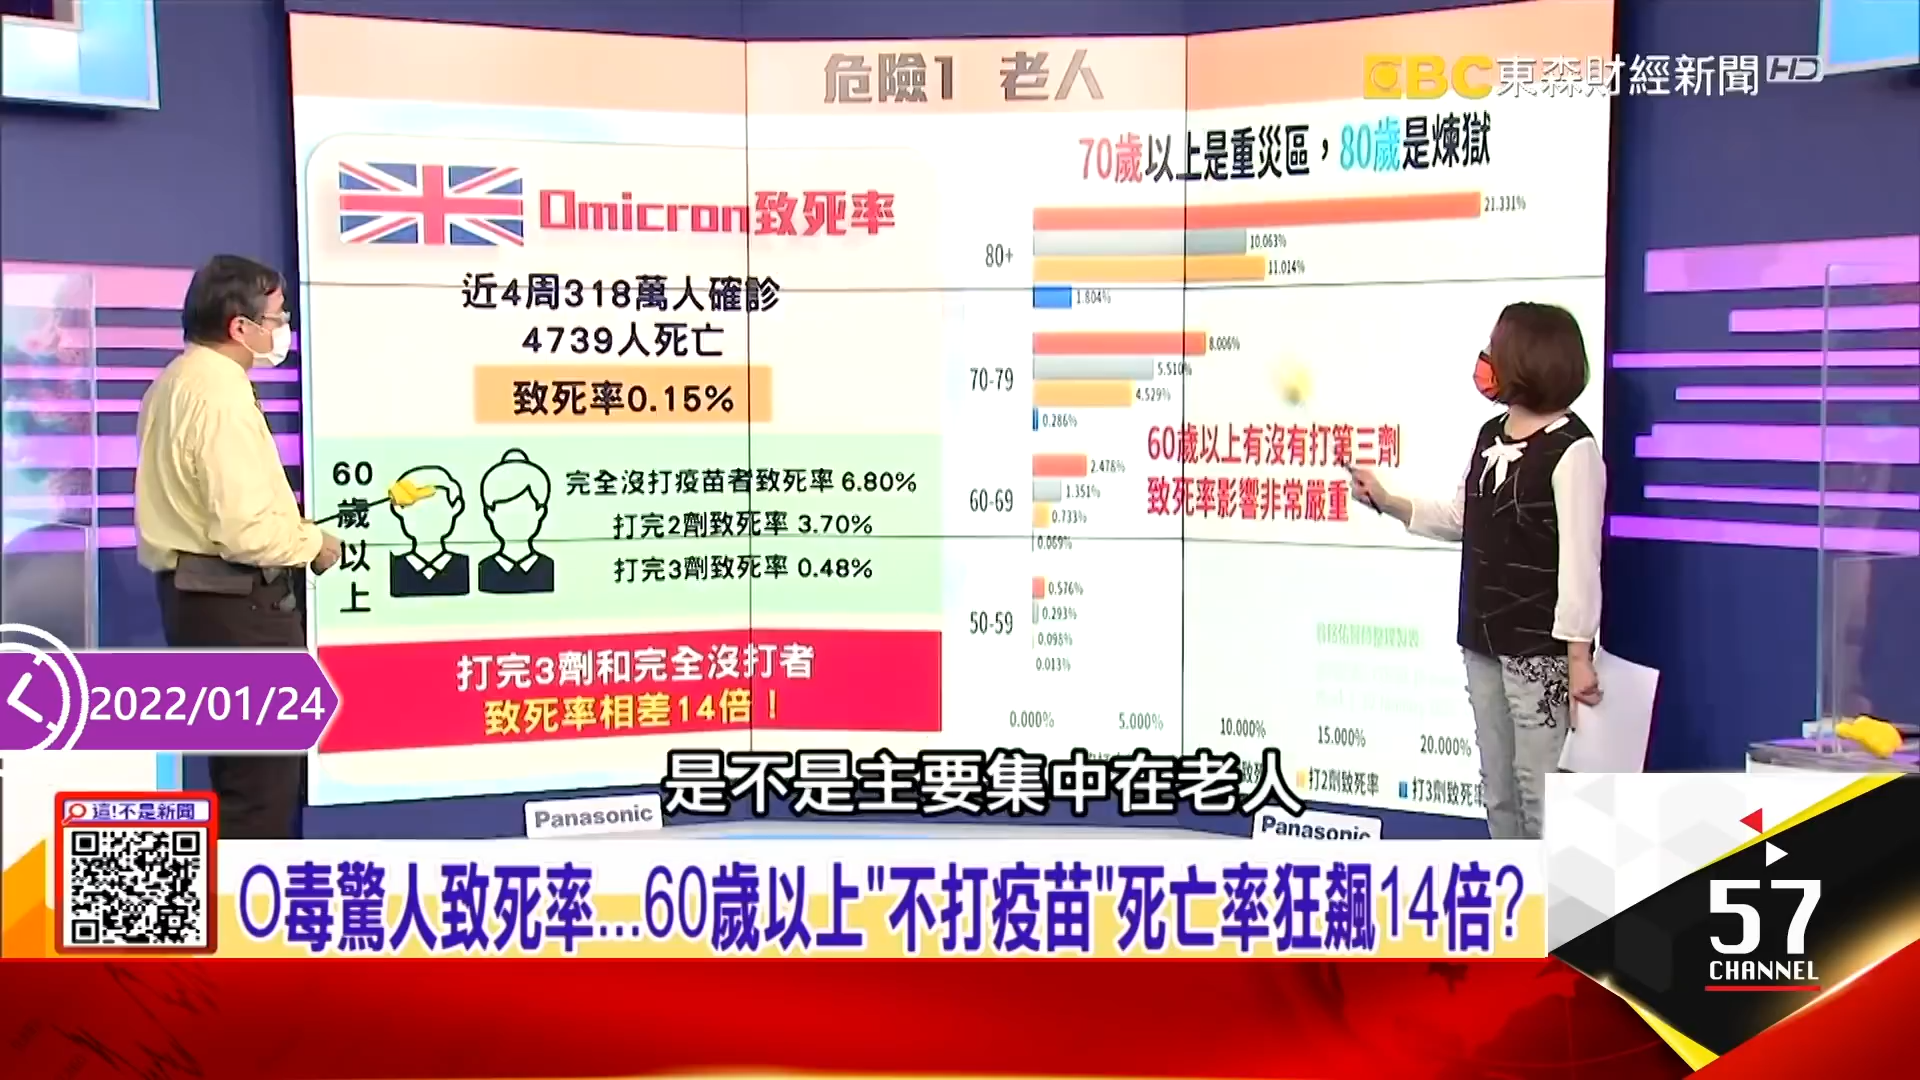 危險1 老人
EBC東森財經新聞HD
Omicron致死率
近4周318萬人確診
4739人死亡
致死率0.15%
60歲以上
完全沒打疫苗者致死率 6.80%
打完2劑致死率 3.70%
打完3劑致死率 0.48%
打完3劑和完全沒打者
致死率相差14倍！
70歲以上是重災區，80歲是煉獄
80+
21.331%
10.063%
11.014%
1.804%
70-79
8.006%
5.510%
4.529%
0.286%
60-69
2.478%
1.351%
0.733%
0.069%
60歲以上有沒有打第三劑
致死率影響非常嚴重
50-59
0.576%
0.293%
0.098%
0.013%
0.000%
5.000%
10.000%
15.000%
20.000%
打2劑致死率
打3劑致死率
2022/01/24
是不是主要集中在老人
Panasonic
Panasonic
這!不是新聞
O毒驚人致死率...60歲以上"不打疫苗"死亡率狂飆14倍?
57
CHANNEL